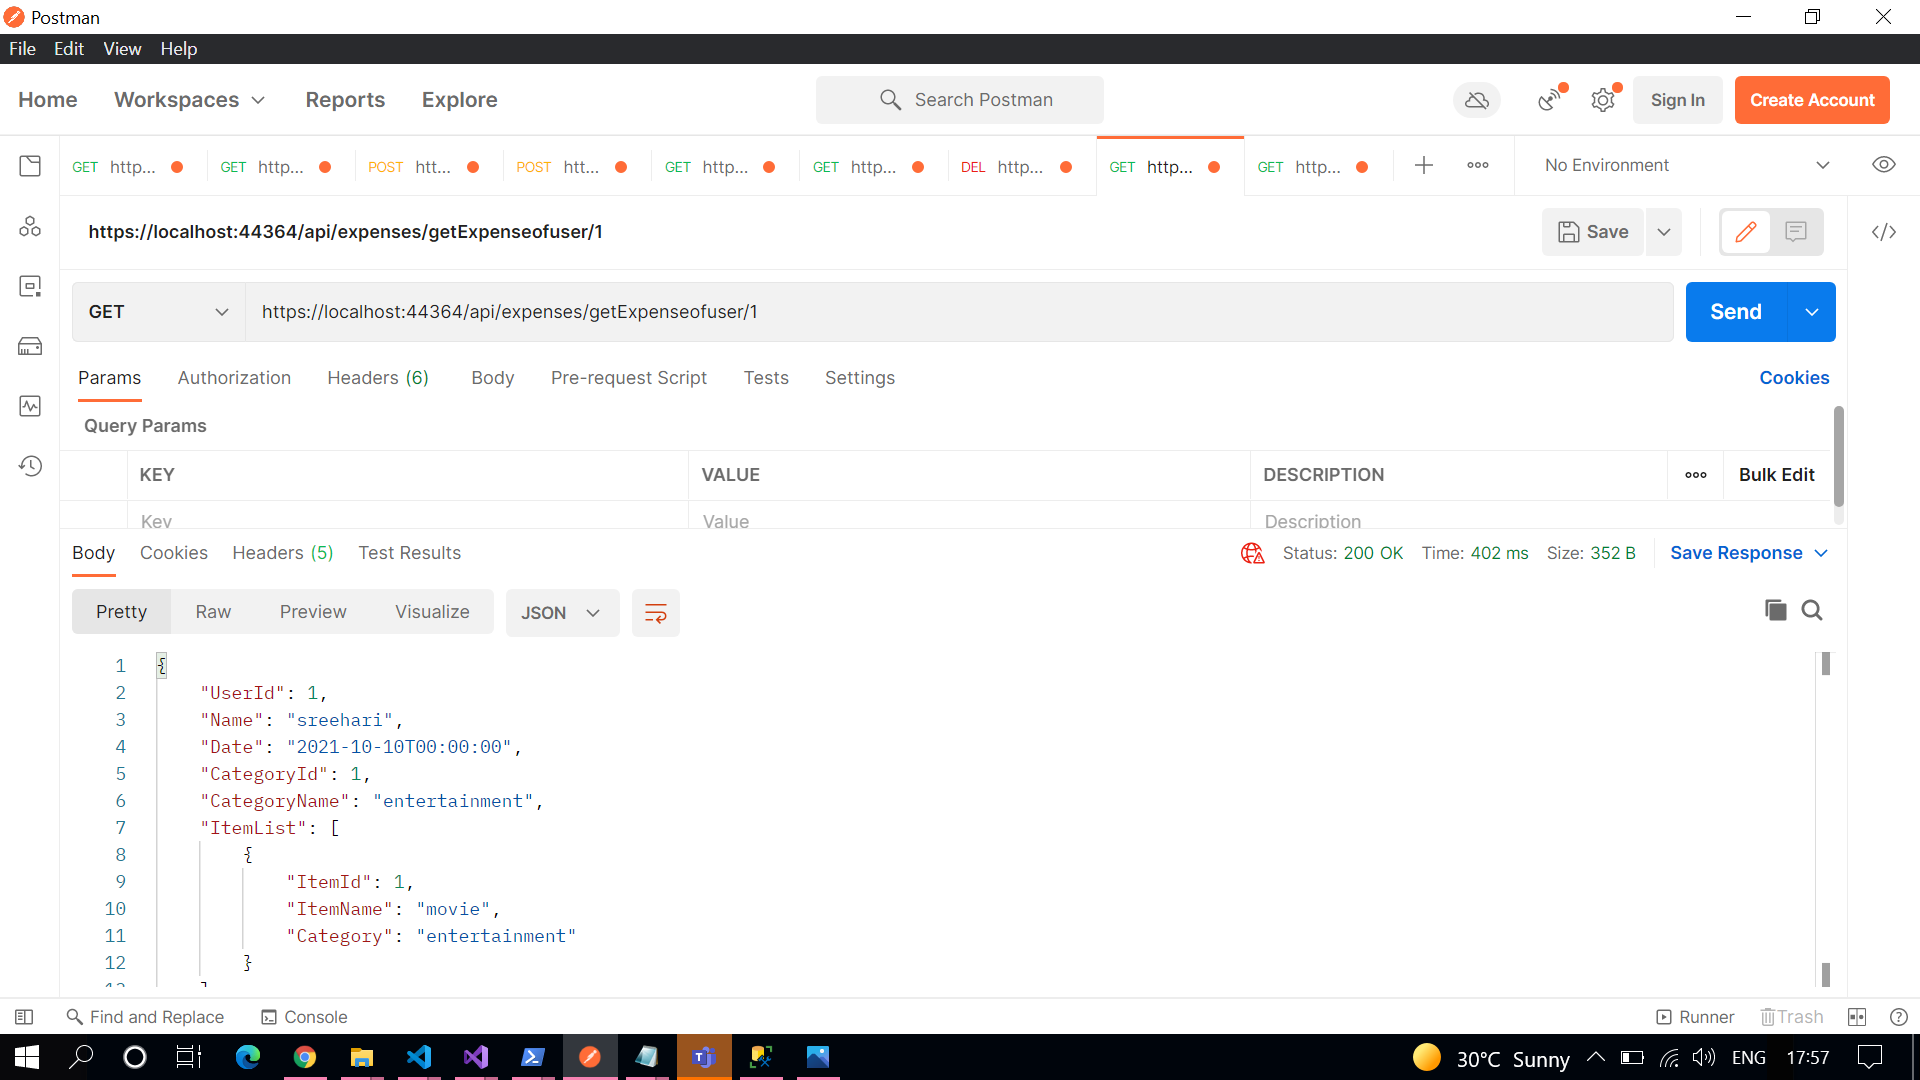 Postman
File Edit View Help
Home Workspaces Reports Explore Search Postman Sign In Create Account
GET http... GET http... POST htt... POST htt... GET http... GET http... DEL http... GET http... GET http... No Environment
https://localhost:44364/api/expenses/getExpenseofuser/1 Save
GET https://localhost:44364/api/expenses/getExpenseofuser/1 Send
Params Authorization Headers (6) Body Pre-request Script Tests Settings Cookies
Query Params
KEY VALUE DESCRIPTION Bulk Edit
Key Value Description
Body Cookies Headers (5) Test Results Status: 200 OK Time: 402 ms Size: 352 B Save Response
Pretty Raw Preview Visualize JSON
1 {
2 "UserId": 1,
3 "Name": "sreehari",
4 "Date": "2021-10-10T00:00:00",
5 "CategoryId": 1,
6 "CategoryName": "entertainment",
7 "ItemList": [
8 {
9 "ItemId": 1,
10 "ItemName": "movie",
11 "Category": "entertainment"
12 }
Find and Replace Console Runner Trash
30°C Sunny ENG 17:57